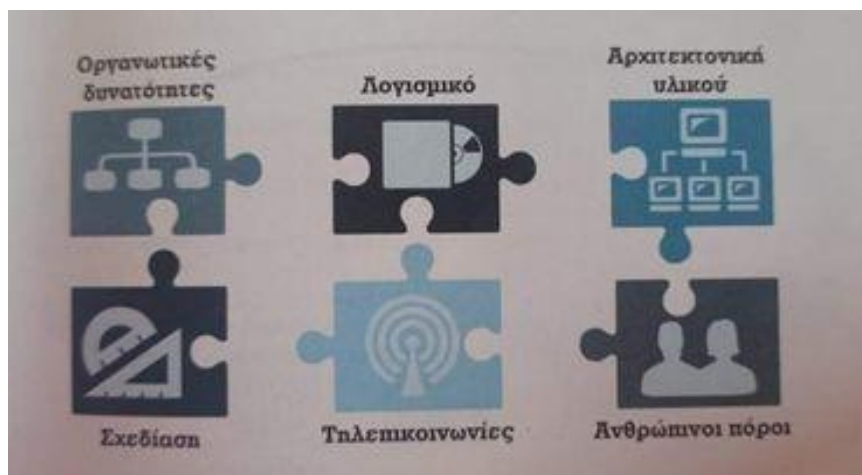 Οργανωτικές
δυνατότητες
Λογισμικό
Αρχιτεκτονική
υλικού
Σχεδίαση
Τηλεπικοινωνίες
Ανθρώπινοι πόροι